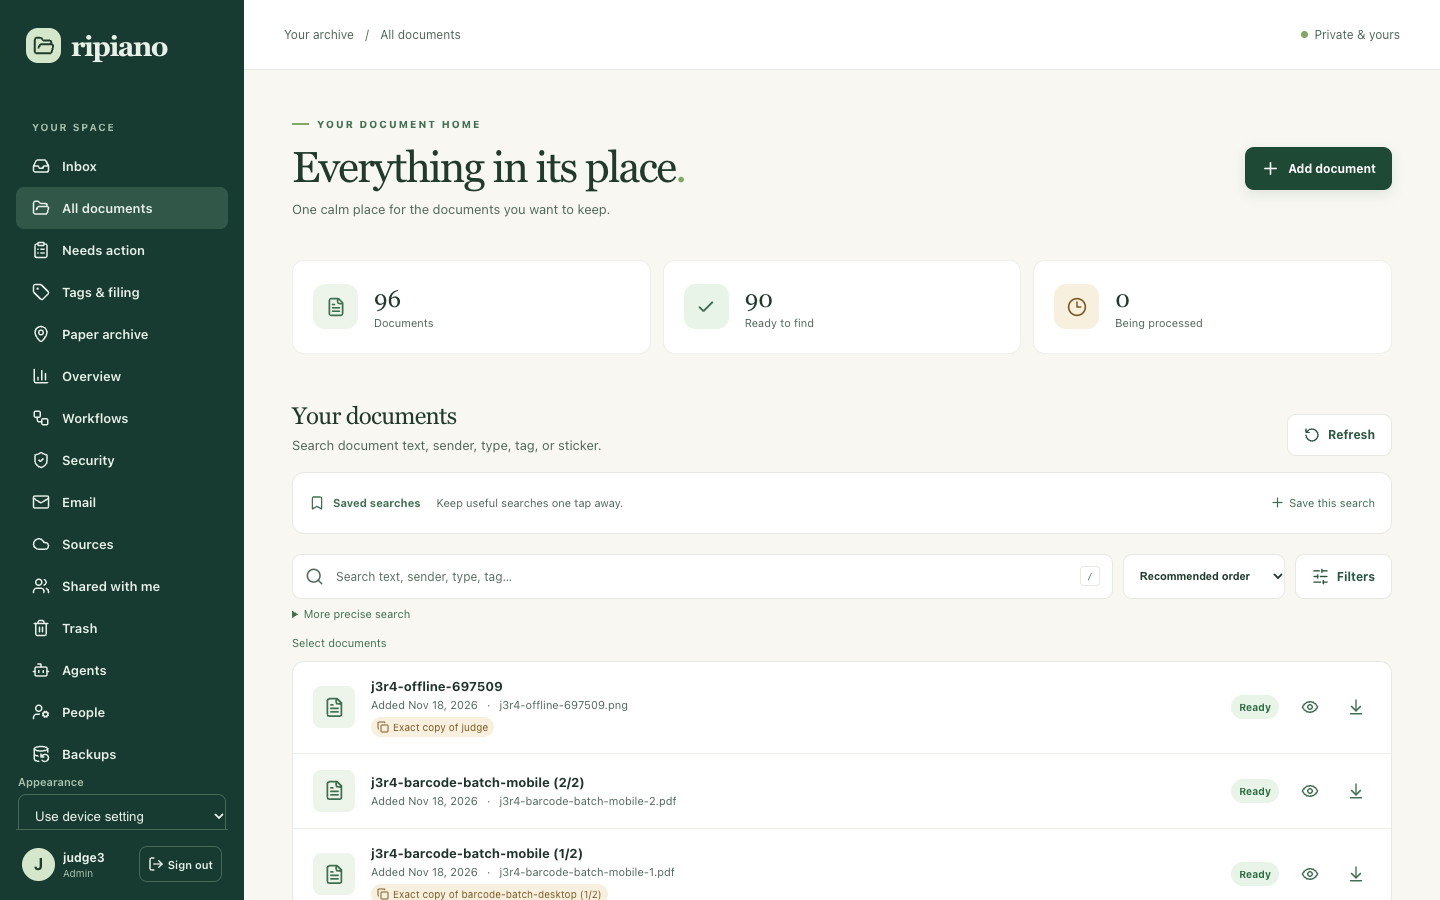 ripiano
YOUR SPACE
Inbox
All documents
Needs action
Tags & filing
Paper archive
Overview
Workflows
Security
Email
Sources
Shared with me
Trash
Agents
People
Backups
Appearance
Use device setting
J
judge3
Admin
Sign out
Your archive / All documents
Private & yours
YOUR DOCUMENT HOME
Everything in its place.
One calm place for the documents you want to keep.
Add document
96
Documents
90
Ready to find
0
Being processed
Your documents
Search document text, sender, type, tag, or sticker.
Refresh
Saved searches Keep useful searches one tap away.
Save this search
Search text, sender, type, tag...
/
Recommended order
Filters
More precise search
Select documents
j3r4-offline-697509
Added Nov 18, 2026 · j3r4-offline-697509.png
Exact copy of judge
Ready
j3r4-barcode-batch-mobile (2/2)
Added Nov 18, 2026 · j3r4-barcode-batch-mobile-2.pdf
Ready
j3r4-barcode-batch-mobile (1/2)
Added Nov 18, 2026 · j3r4-barcode-batch-mobile-1.pdf
Exact copy of barcode-batch-desktop (1/2)
Ready